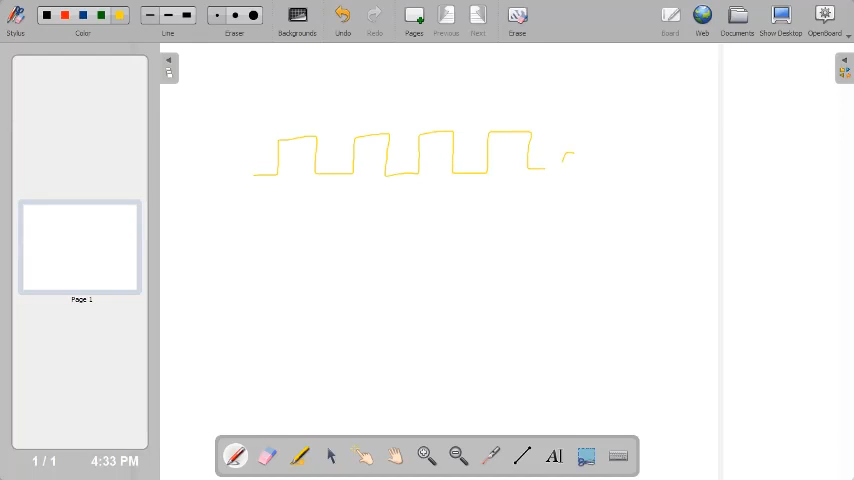 Stylus
Color
Line
Eraser
Backgrounds
Undo
Redo
Pages
Previous
Next
Erase
Board
Web
Documents
Show Desktop
OpenBoard
Page 1
1 / 1
4:33 PM
AI